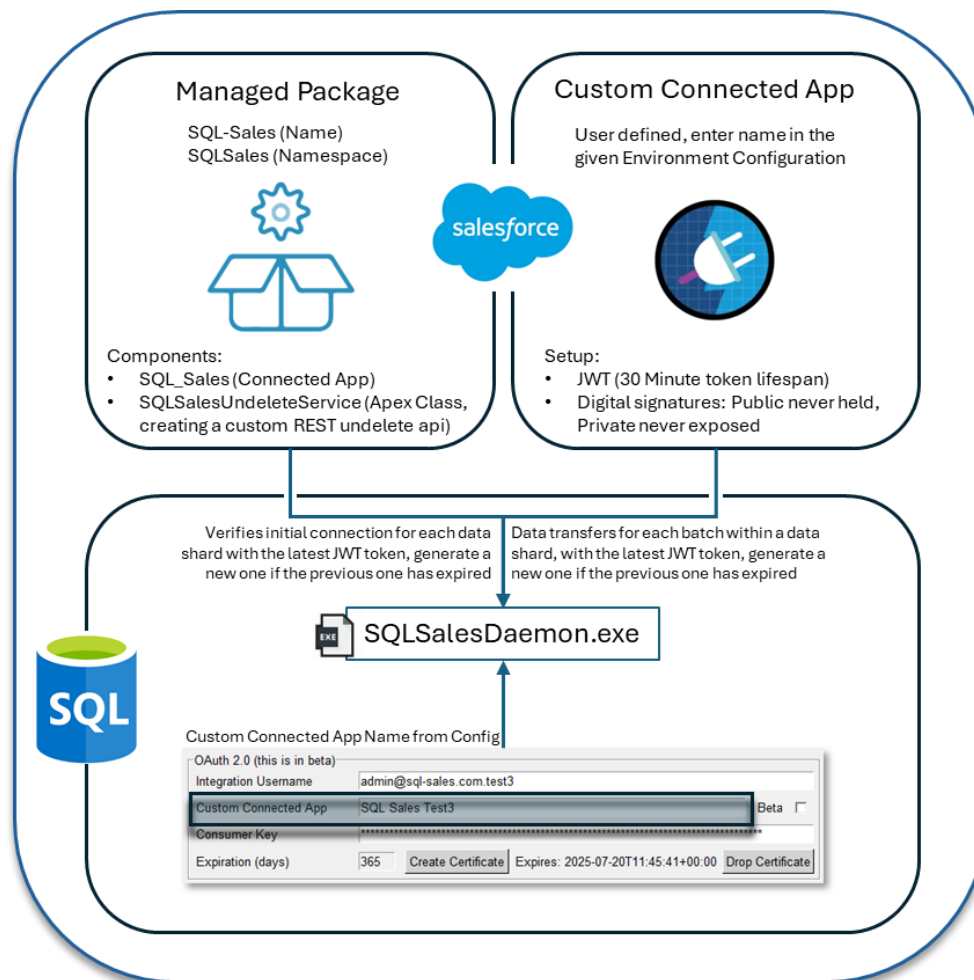 Managed Package
SQL-Sales (Name)
SQLSales (Namespace)
Components:
• SQL_Sales (Connected App)
• SQLSalesUndeleteService (Apex Class,
creating a custom REST undelete api)
salesforce
Custom Connected App
User defined, enter name in the
given Environment Configuration
Setup:
• JWT (30 Minute token lifespan)
• Digital signatures: Public never held,
Private never exposed
Verifies initial connection for each data
shard with the latest JWT token, generate a
new one if the previous one has expired
Data transfers for each batch within a data
shard, with the latest JWT token, generate a
new one if the previous one has expired
EXE
SQLSalesDaemon.exe
SQL
Custom Connected App Name from Config
OAuth 2.0 (this is in beta)
Integration Username admin@sql-sales.com.test3
Custom Connected App SQL Sales Test3 Beta
Consumer Key ********************************************************************************
Expiration (days) 365 Create Certificate Expires: 2025-07-20T11:45:41+00:00 Drop Certificate